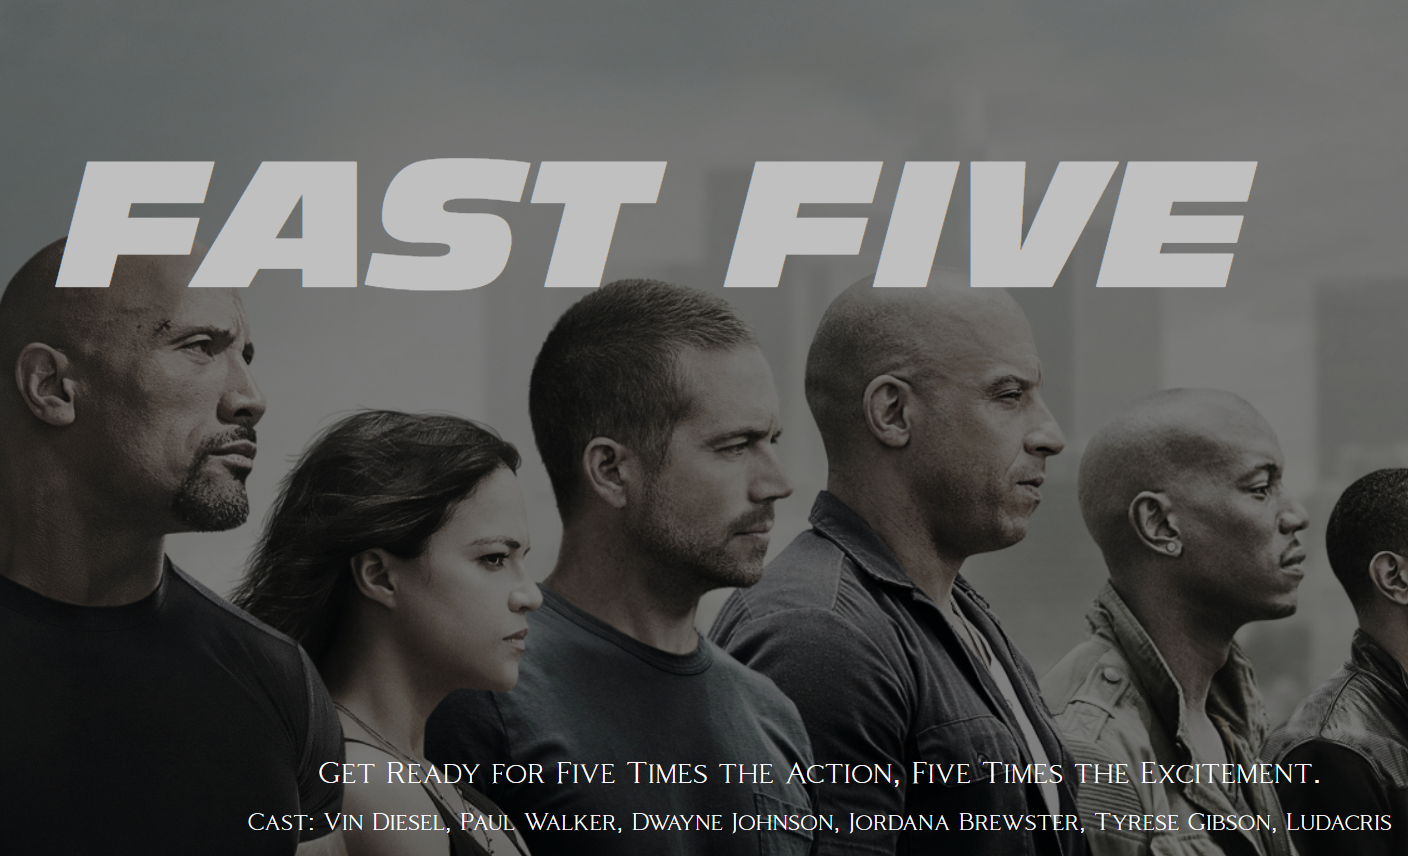 FAST FIVE
Get Ready for Five Times the Action, Five Times the Excitement.
Cast: Vin Diesel, Paul Walker, Dwayne Johnson, Jordana Brewster, Tyrese Gibson, Ludacris